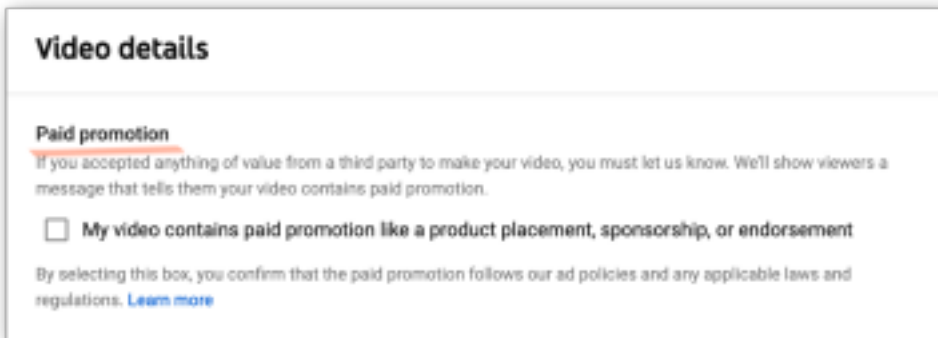 Video details
Paid promotion
If you accepted anything of value from a third party to make your video, you must let us know. We'll show viewers a
message that tells them your video contains paid promotion.
My video contains paid promotion like a product placement, sponsorship, or endorsement
By selecting this box, you confirm that the paid promotion follows our ad policies and any applicable laws and
regulations. Learn more